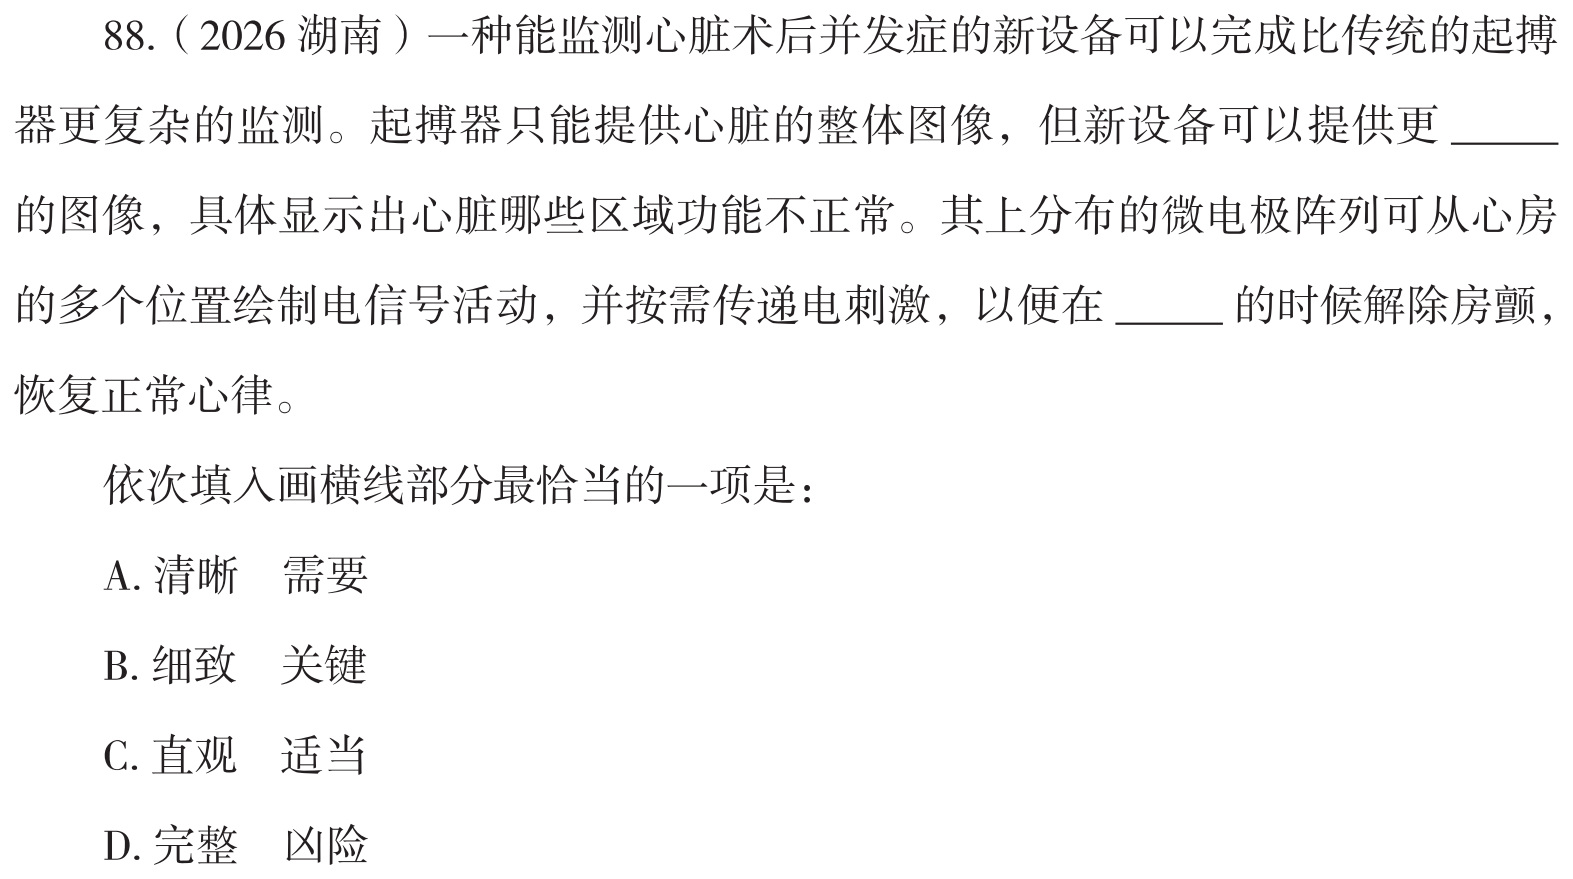 88.（2026 湖南）一种能监测心脏术后并发症的新设备可以完成比传统的起搏
器更复杂的监测。起搏器只能提供心脏的整体图像，但新设备可以提供更 _____
的图像，具体显示出心脏哪些区域功能不正常。其上分布的微电极阵列可从心房
的多个位置绘制电信号活动，并按需传递电刺激，以便在 _____ 的时候解除房颤，
恢复正常心律。
依次填入画横线部分最恰当的一项是：
A. 清晰　需要
B. 细致　关键
C. 直观　适当
D. 完整　凶险